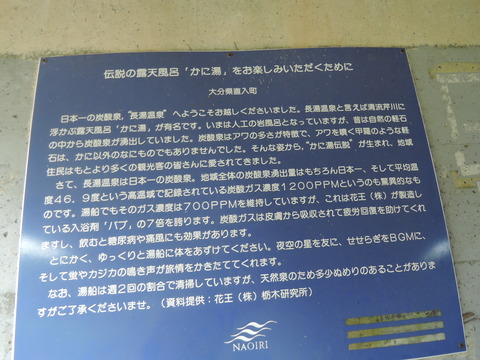 伝説の露天風呂「かに湯」をお楽しみいただくために
大分県直入町
日本一の炭酸泉，“長湯温泉”へようこそお越しくださいました。長湯温泉と言えば清流芹川に
浮かぶ露天風呂「かに湯」が有名です。いまは人工の岩風呂となっていますが、昔は自然の軽石
の中から炭酸泉が湧出していました。炭酸泉はアワの多さが特徴で、アワを噴く甲羅のような軽
石は、かに以外のなにものでもありませんでした。そんな姿から，“かに湯伝説”が生まれ、地域
住民はもとより多くの観光客の皆さんに愛されてきました。
さて、長湯温泉は日本一の炭酸泉。地域全体の炭酸泉湧出量はもちろん日本一、そして平均温
度４６．９度という高温域で記録されている炭酸ガス濃度１２００ＰＰＭというのも驚異的なも
のです。湯船でもそのガス濃度は７００ＰＰＭを維持していますが、これは花王（株）が製造し
ている入浴剤「バブ」の７倍を誇ります。炭酸ガスは皮膚から吸収されて疲労回復を助けてくれ
ますし、飲むと糖尿病や痛風にも効果があります。
とにかく、ゆっくりと湯船に体をあずけてください。夜空の星を友に、せせらぎをＢＧＭに、
そして蛍やカジカの鳴き声が旅情をかきたててくれます。
なお、湯船は週２回の割合で清掃していますが、天然泉のため多少ぬめりのあることがありま
すがご了承くださいませ。（資料提供：花王（株）栃木研究所）
NAOIRI